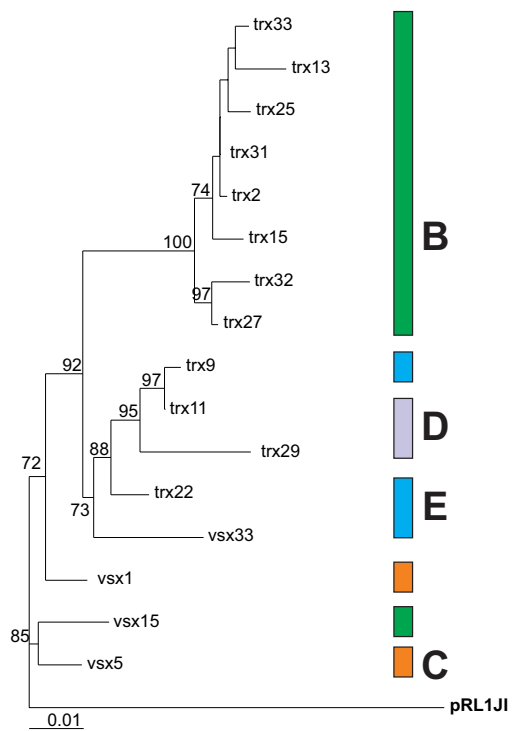 trx33
trx13
trx25
trx31
74
trx2
B
100
trx15
trx32
97
trx27
92
trx9
97
trx11
95
D
88
trx29
72
trx22
E
73
vsx33
vsx1
vsx15
85
vsx5
C
pRL1JI
0.01